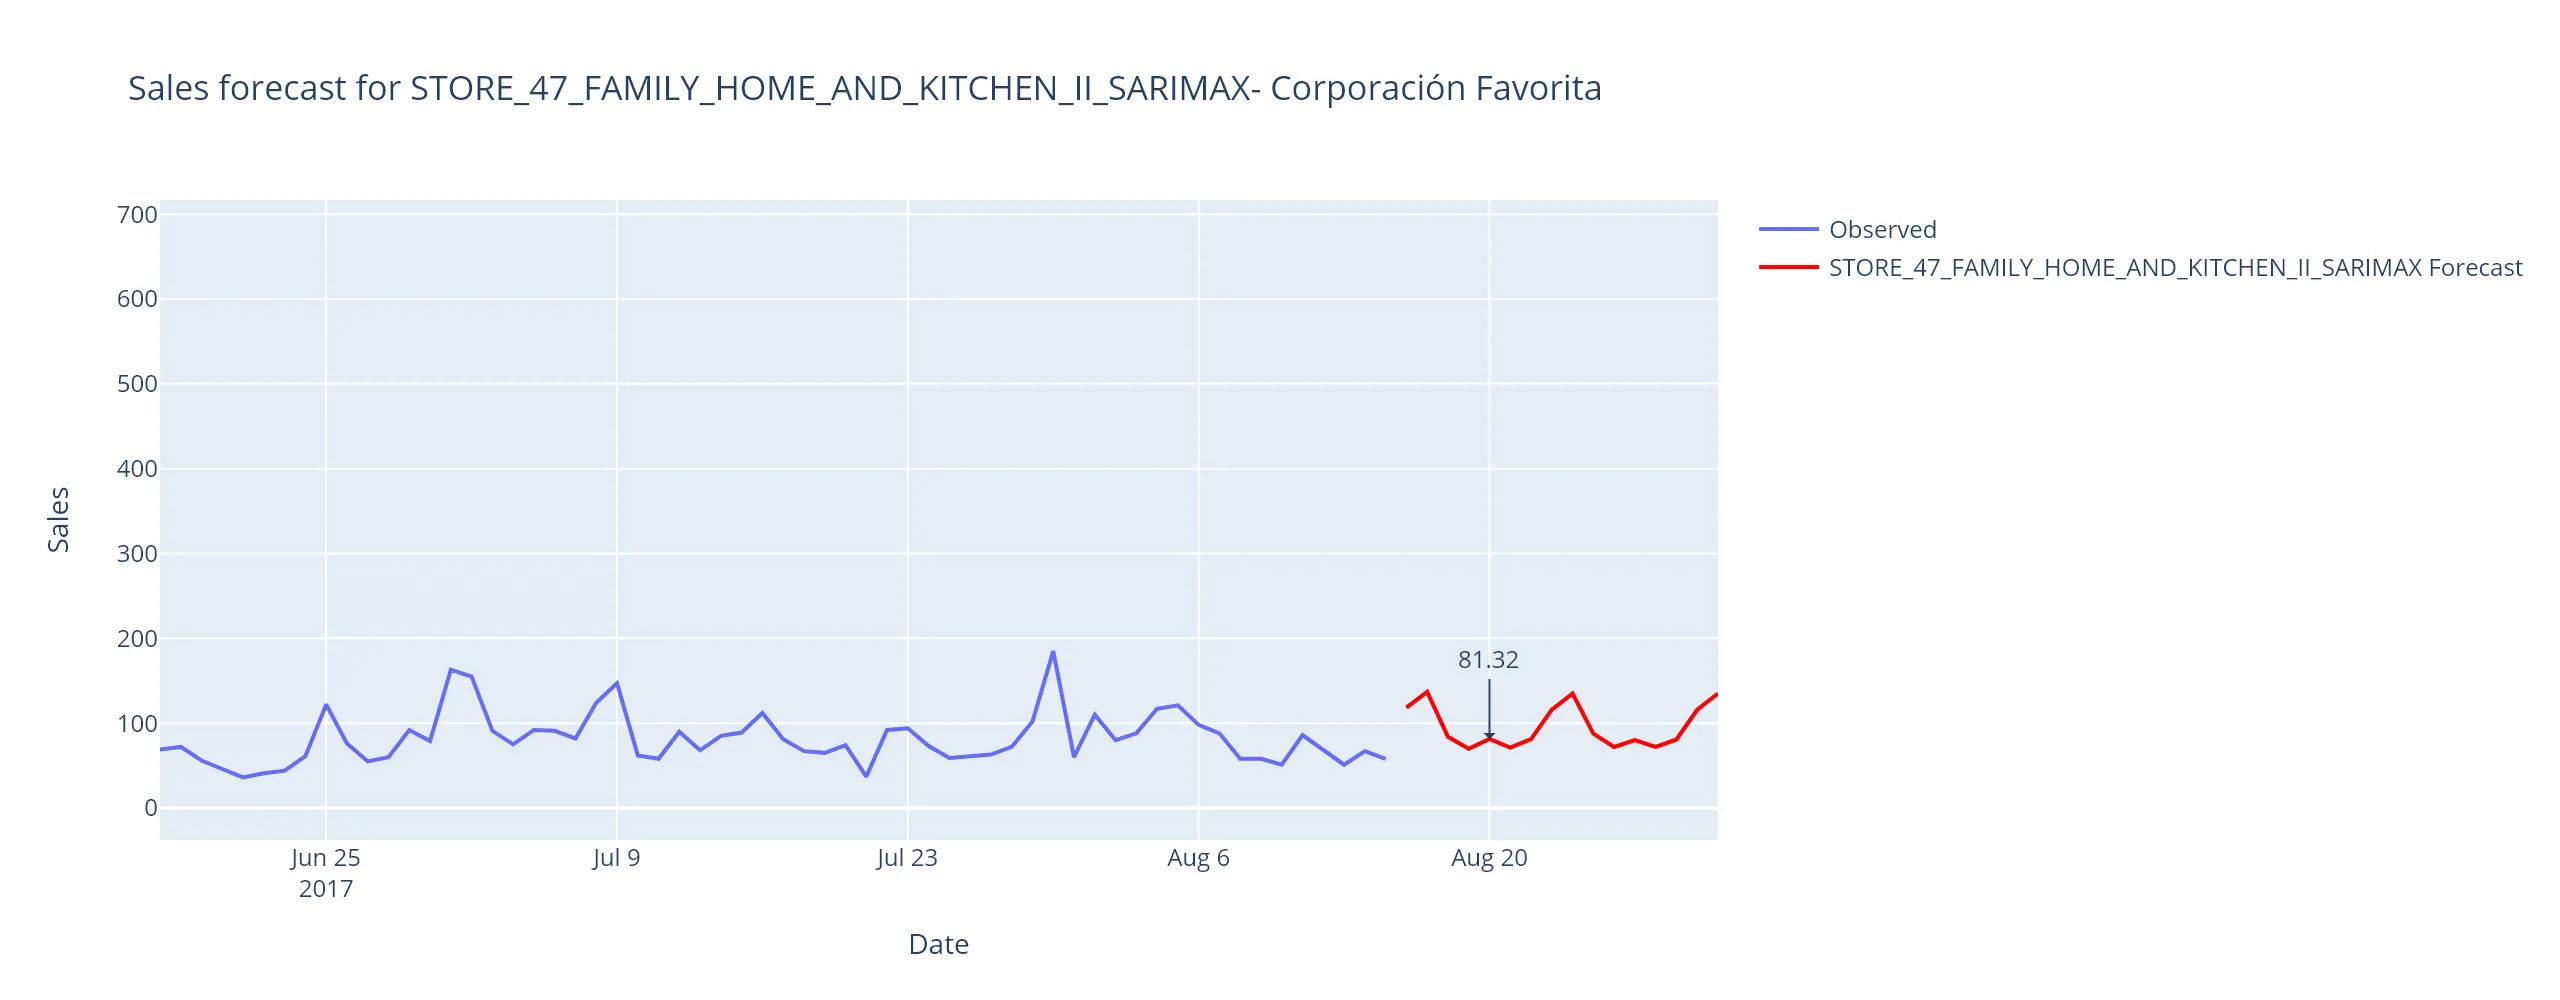 Sales forecast for STORE_47_FAMILY_HOME_AND_KITCHEN_II_SARIMAX- Corporación Favorita
700
600
500
400
300
200
100
0
Sales
81.32
Jun 25
2017
Jul 9
Jul 23
Aug 6
Aug 20
Date
Observed
STORE_47_FAMILY_HOME_AND_KITCHEN_II_SARIMAX Forecast